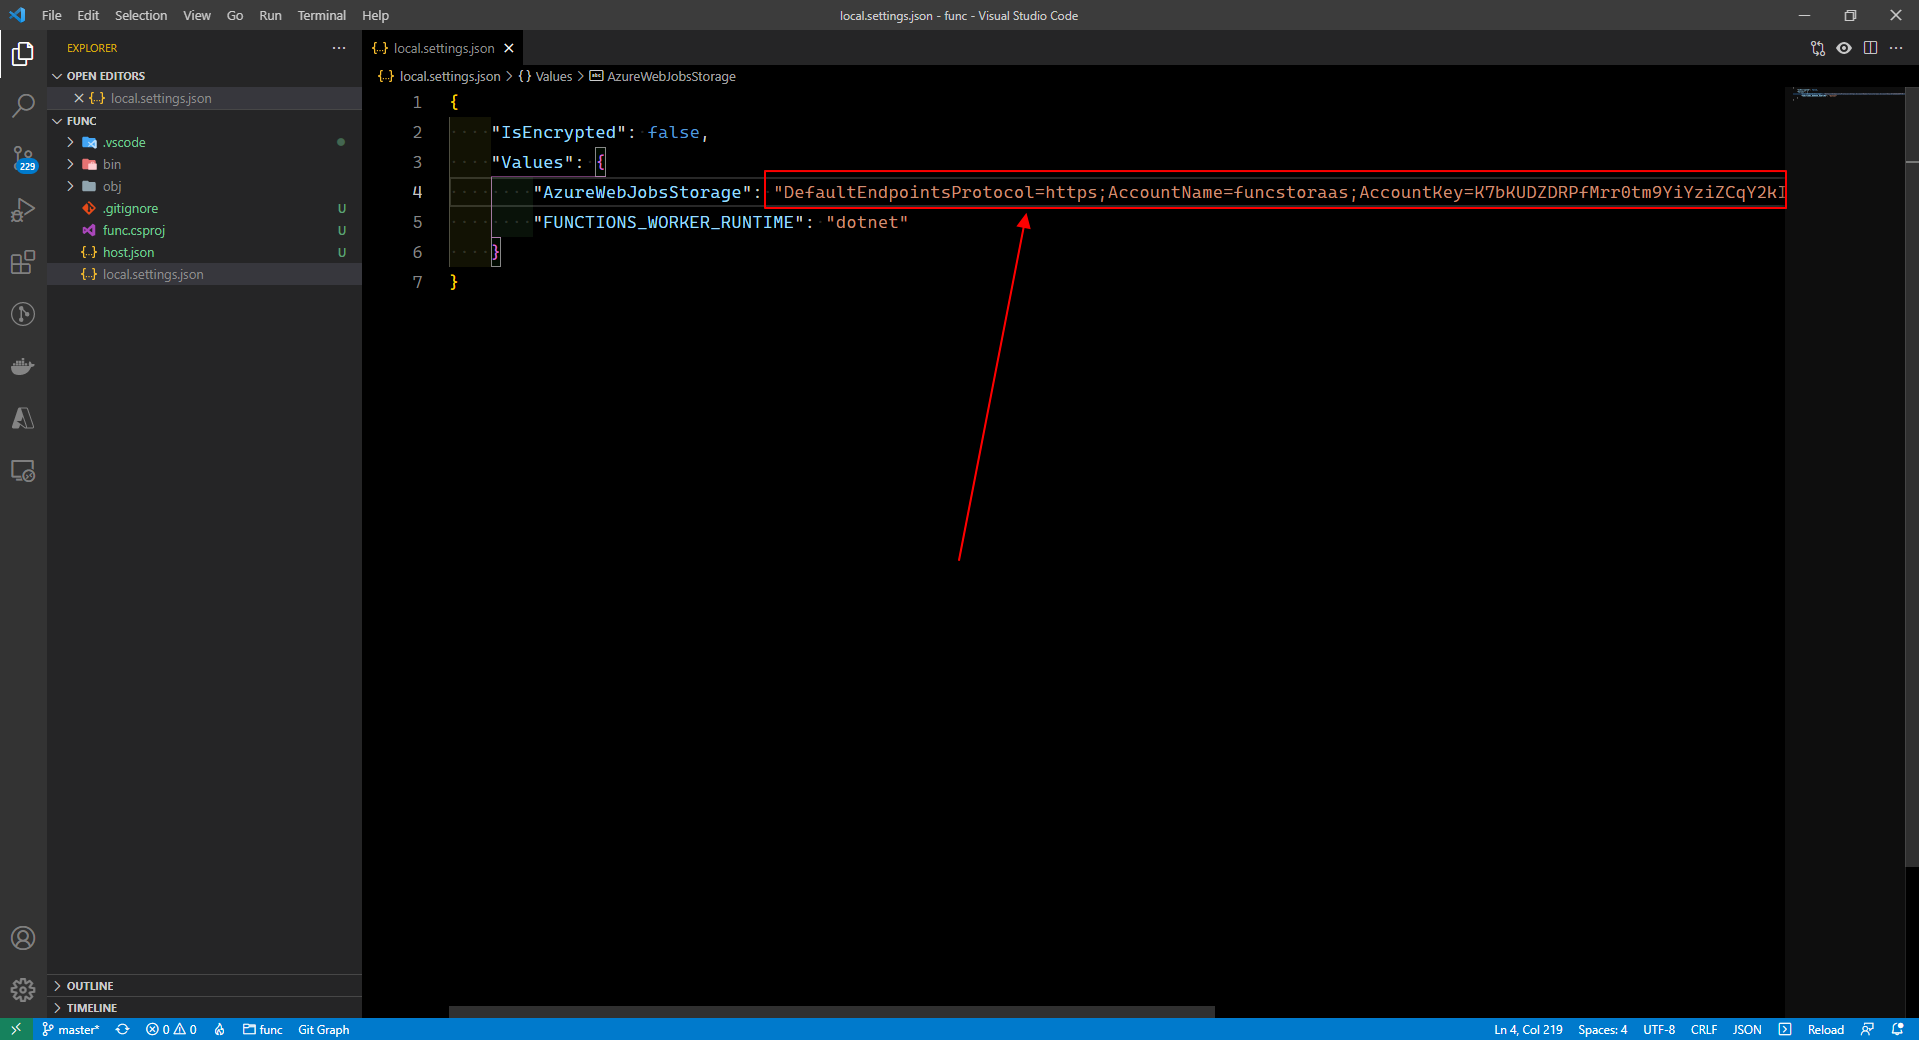 File Edit Selection View Go Run Terminal Help
local.settings.json - func - Visual Studio Code
EXPLORER
OPEN EDITORS
local.settings.json
FUNC
.vscode
bin
obj
.gitignore U
func.csproj U
host.json U
local.settings.json
OUTLINE
TIMELINE
229
local.settings.json
local.settings.json > {} Values > AzureWebJobsStorage
1 {
2 "IsEncrypted": false,
3 "Values": {
4 "AzureWebJobsStorage": "DefaultEndpointsProtocol=https;AccountName=funcstoraas;AccountKey=K7bKUDZDRPfMrr0tm9YiYziZCqY2kI
5 "FUNCTIONS_WORKER_RUNTIME": "dotnet"
6 }
7 }
master* 0 0 func Git Graph
Ln 4, Col 219 Spaces: 4 UTF-8 CRLF JSON Reload